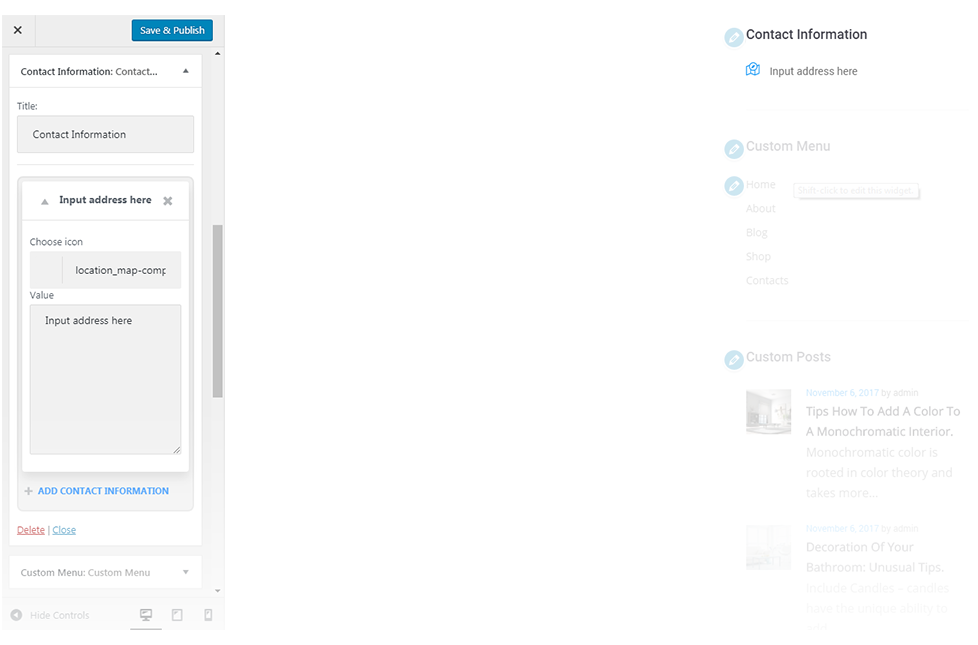 Save & Publish
Contact Information: Contact...
Title:
Contact Information
Input address here
Choose icon
location_map-comp
Value
Input address here
ADD CONTACT INFORMATION
Delete | Close
Custom Menu: Custom Menu
Hide Controls
Contact Information
Input address here
Custom Menu
Home
Shift-click to edit this widget.
About
Blog
Shop
Contacts
Custom Posts
November 6, 2017 by admin
Tips How To Add A Color To
A Monochromatic Interior.
Monochromatic color is
rooted in color theory and
takes more...
November 6, 2017 by admin
Decoration Of Your
Bathroom: Unusual Tips.
Include Candles – candles
have the unique ability to